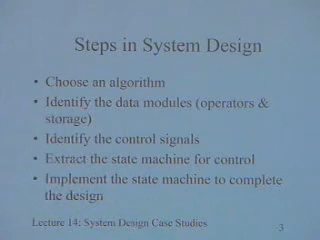 Steps in System Design
• Choose an algorithm
• Identify the data modules (operators &
storage)
• Identify the control signals
• Extract the state machine for control
• Implement the state machine to complete
the design
Lecture 14: System Design Case Studies
3